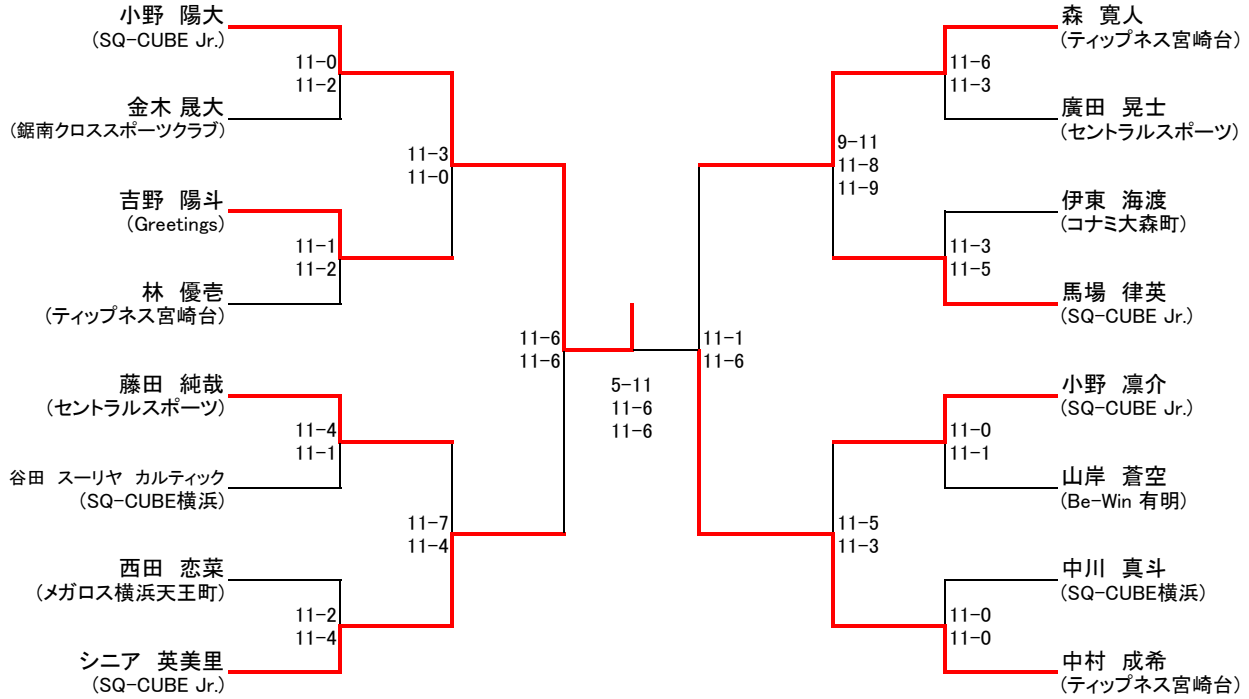 小野 陽大
(SQ-CUBE Jr.)
11-0
11-2
金木 晟大
(鋸南クロススポーツクラブ)
11-3
11-0
吉野 陽斗
(Greetings)
11-1
11-2
林 優壱
(ティップネス宮崎台)
11-6
11-6
藤田 純哉
(セントラルスポーツ)
11-4
11-1
谷田 スーリヤ カルティック
(SQ-CUBE横浜)
11-7
11-4
西田 恋菜
(メガロス横浜天王町)
11-2
11-4
シニア 英美里
(SQ-CUBE Jr.)
5-11
11-6
11-6
森 寛人
(ティップネス宮崎台)
11-6
11-3
廣田 晃士
(セントラルスポーツ)
9-11
11-8
11-9
伊東 海渡
(コナミ大森町)
11-3
11-5
馬場 律英
(SQ-CUBE Jr.)
11-1
11-6
小野 凛介
(SQ-CUBE Jr.)
11-0
11-1
山岸 蒼空
(Be-Win 有明)
11-5
11-3
中川 真斗
(SQ-CUBE横浜)
11-0
11-0
中村 成希
(ティップネス宮崎台)